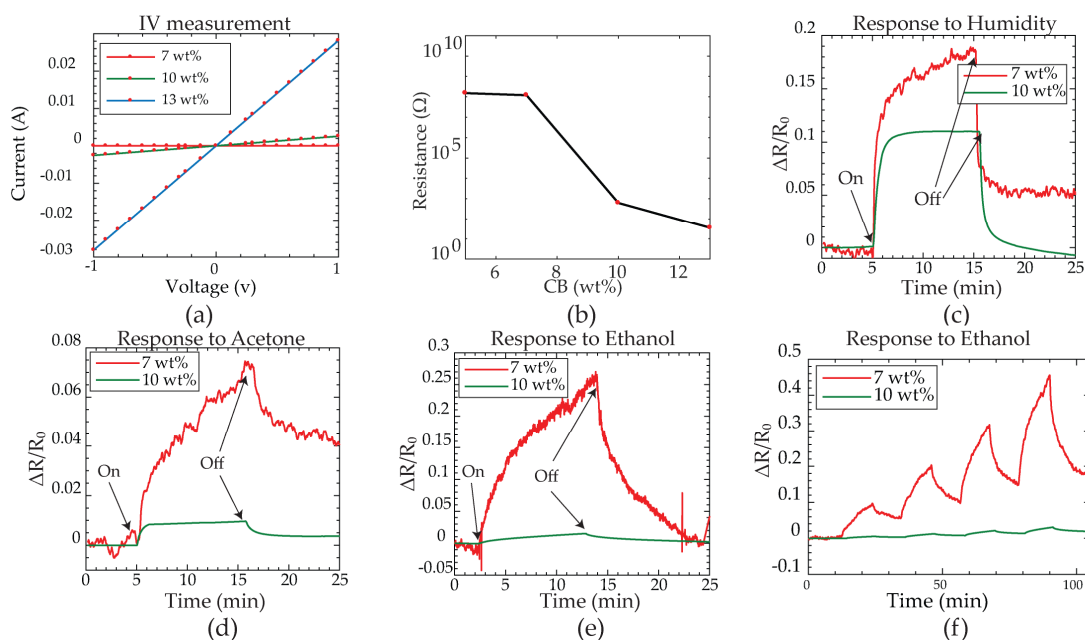 IV measurement
7 wt%
10 wt%
13 wt%
0.02
0.01
0
-0.01
-0.02
-0.03
-1
0
1
Current (A)
Voltage (v)
(a)
10^10
10^5
10^0
6
8
10
12
Resistance (Ω)
CB (wt%)
(b)
Response to Humidity
7 wt%
10 wt%
0.2
0.15
0.1
0.05
0
0
5
10
15
20
25
On
Off
ΔR/R₀
Time (min)
(c)
Response to Acetone
7 wt%
10 wt%
0.08
0.06
0.04
0.008
0
0
5
10
15
20
25
On
Off
ΔR/R₀
Time (min)
(d)
Response to Ethanol
7 wt%
10 wt%
0.3
0.25
0.2
0.15
0.1
0.05
0
-0.05
0
5
10
15
20
25
On
Off
ΔR/R₀
Time (min)
(e)
Response to Ethanol
7 wt%
10 wt%
0.5
0.4
0.3
0.2
0.1
0
-0.1
0
50
100
ΔR/R₀
Time (min)
(f)